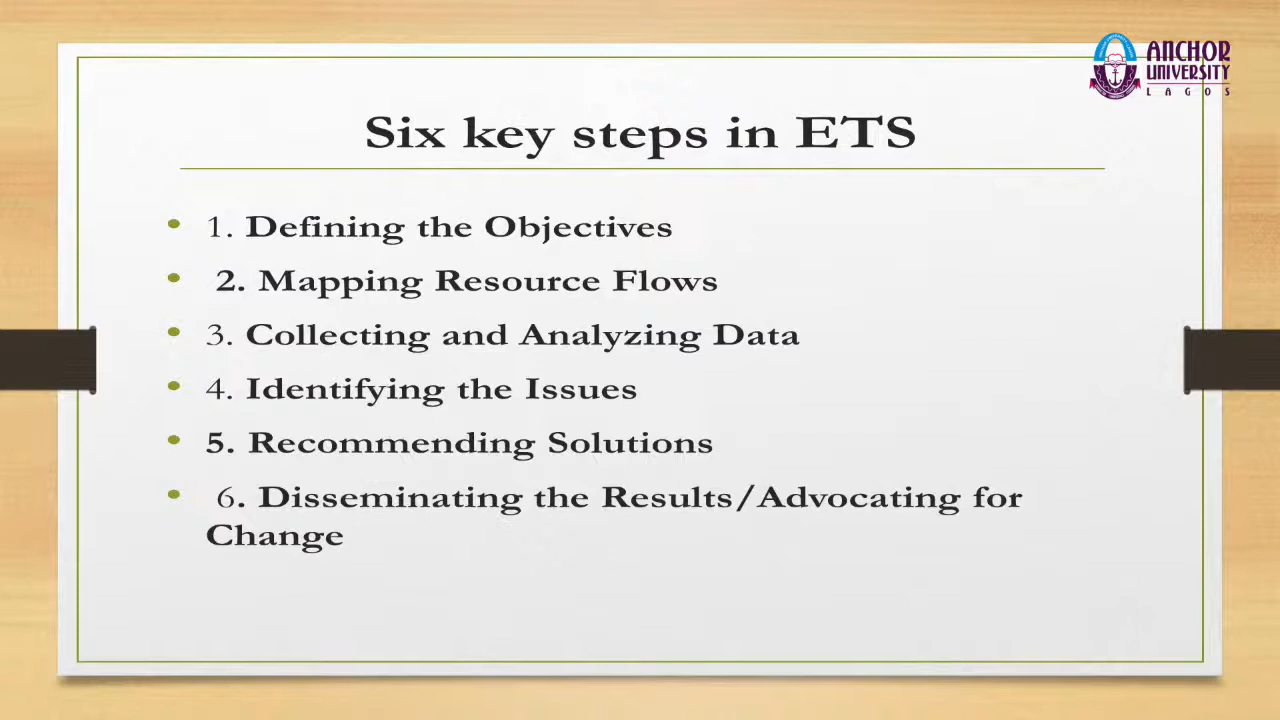 ANCHOR
UNIVERSITY
LAGOS
Six key steps in ETS
• 1. Defining the Objectives
• 2. Mapping Resource Flows
• 3. Collecting and Analyzing Data
• 4. Identifying the Issues
• 5. Recommending Solutions
• 6. Disseminating the Results/Advocating for
Change